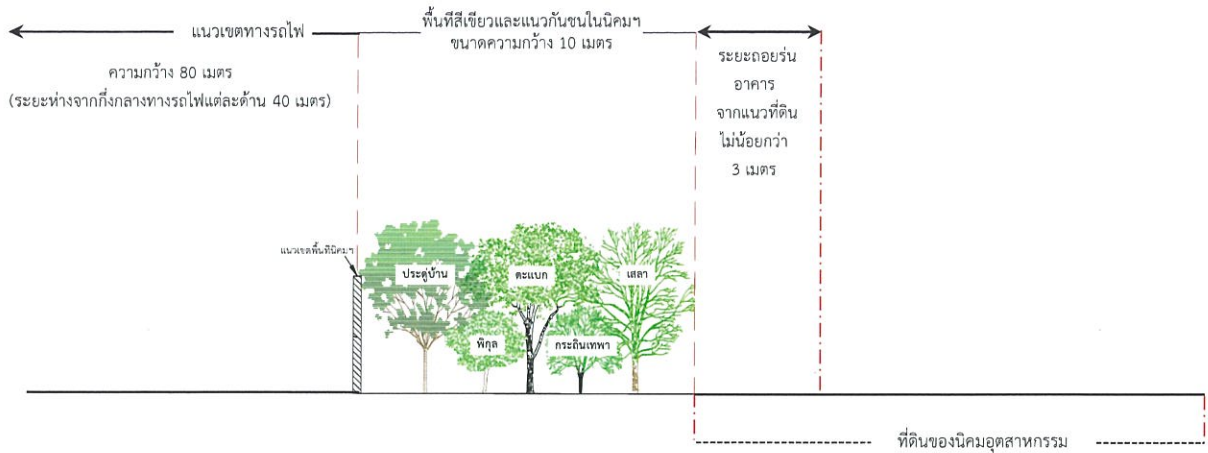 แนวเขตทางรถไฟ
ความกว้าง 80 เมตร
(ระยะห่างจากกึ่งกลางทางรถไฟแต่ละด้าน 40 เมตร)
พื้นที่สีเขียวและแนวกันชนในนิคมฯ
ขนาดความกว้าง 10 เมตร
ระยะถอยร่น
อาคาร
จากแนวที่ดิน
ไม่น้อยกว่า
3 เมตร
แนวเขตพื้นที่นิคมฯ
ประดู่บ้าน
ตะแบก
เสลา
พิกุล
กระถินเทพา
ที่ดินของนิคมอุตสาหกรรม